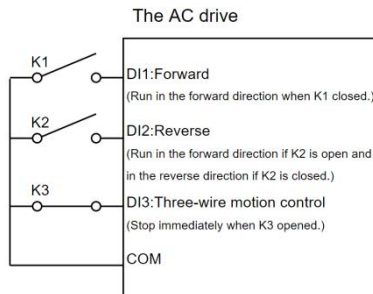 The AC drive
K1
DI1:Forward
(Run in the forward direction when K1 closed.)
K2
DI2:Reverse
(Run in the forward direction if K2 is open and
in the reverse direction if K2 is closed.)
K3
DI3:Three-wire motion control
(Stop immediately when K3 opened.)
COM